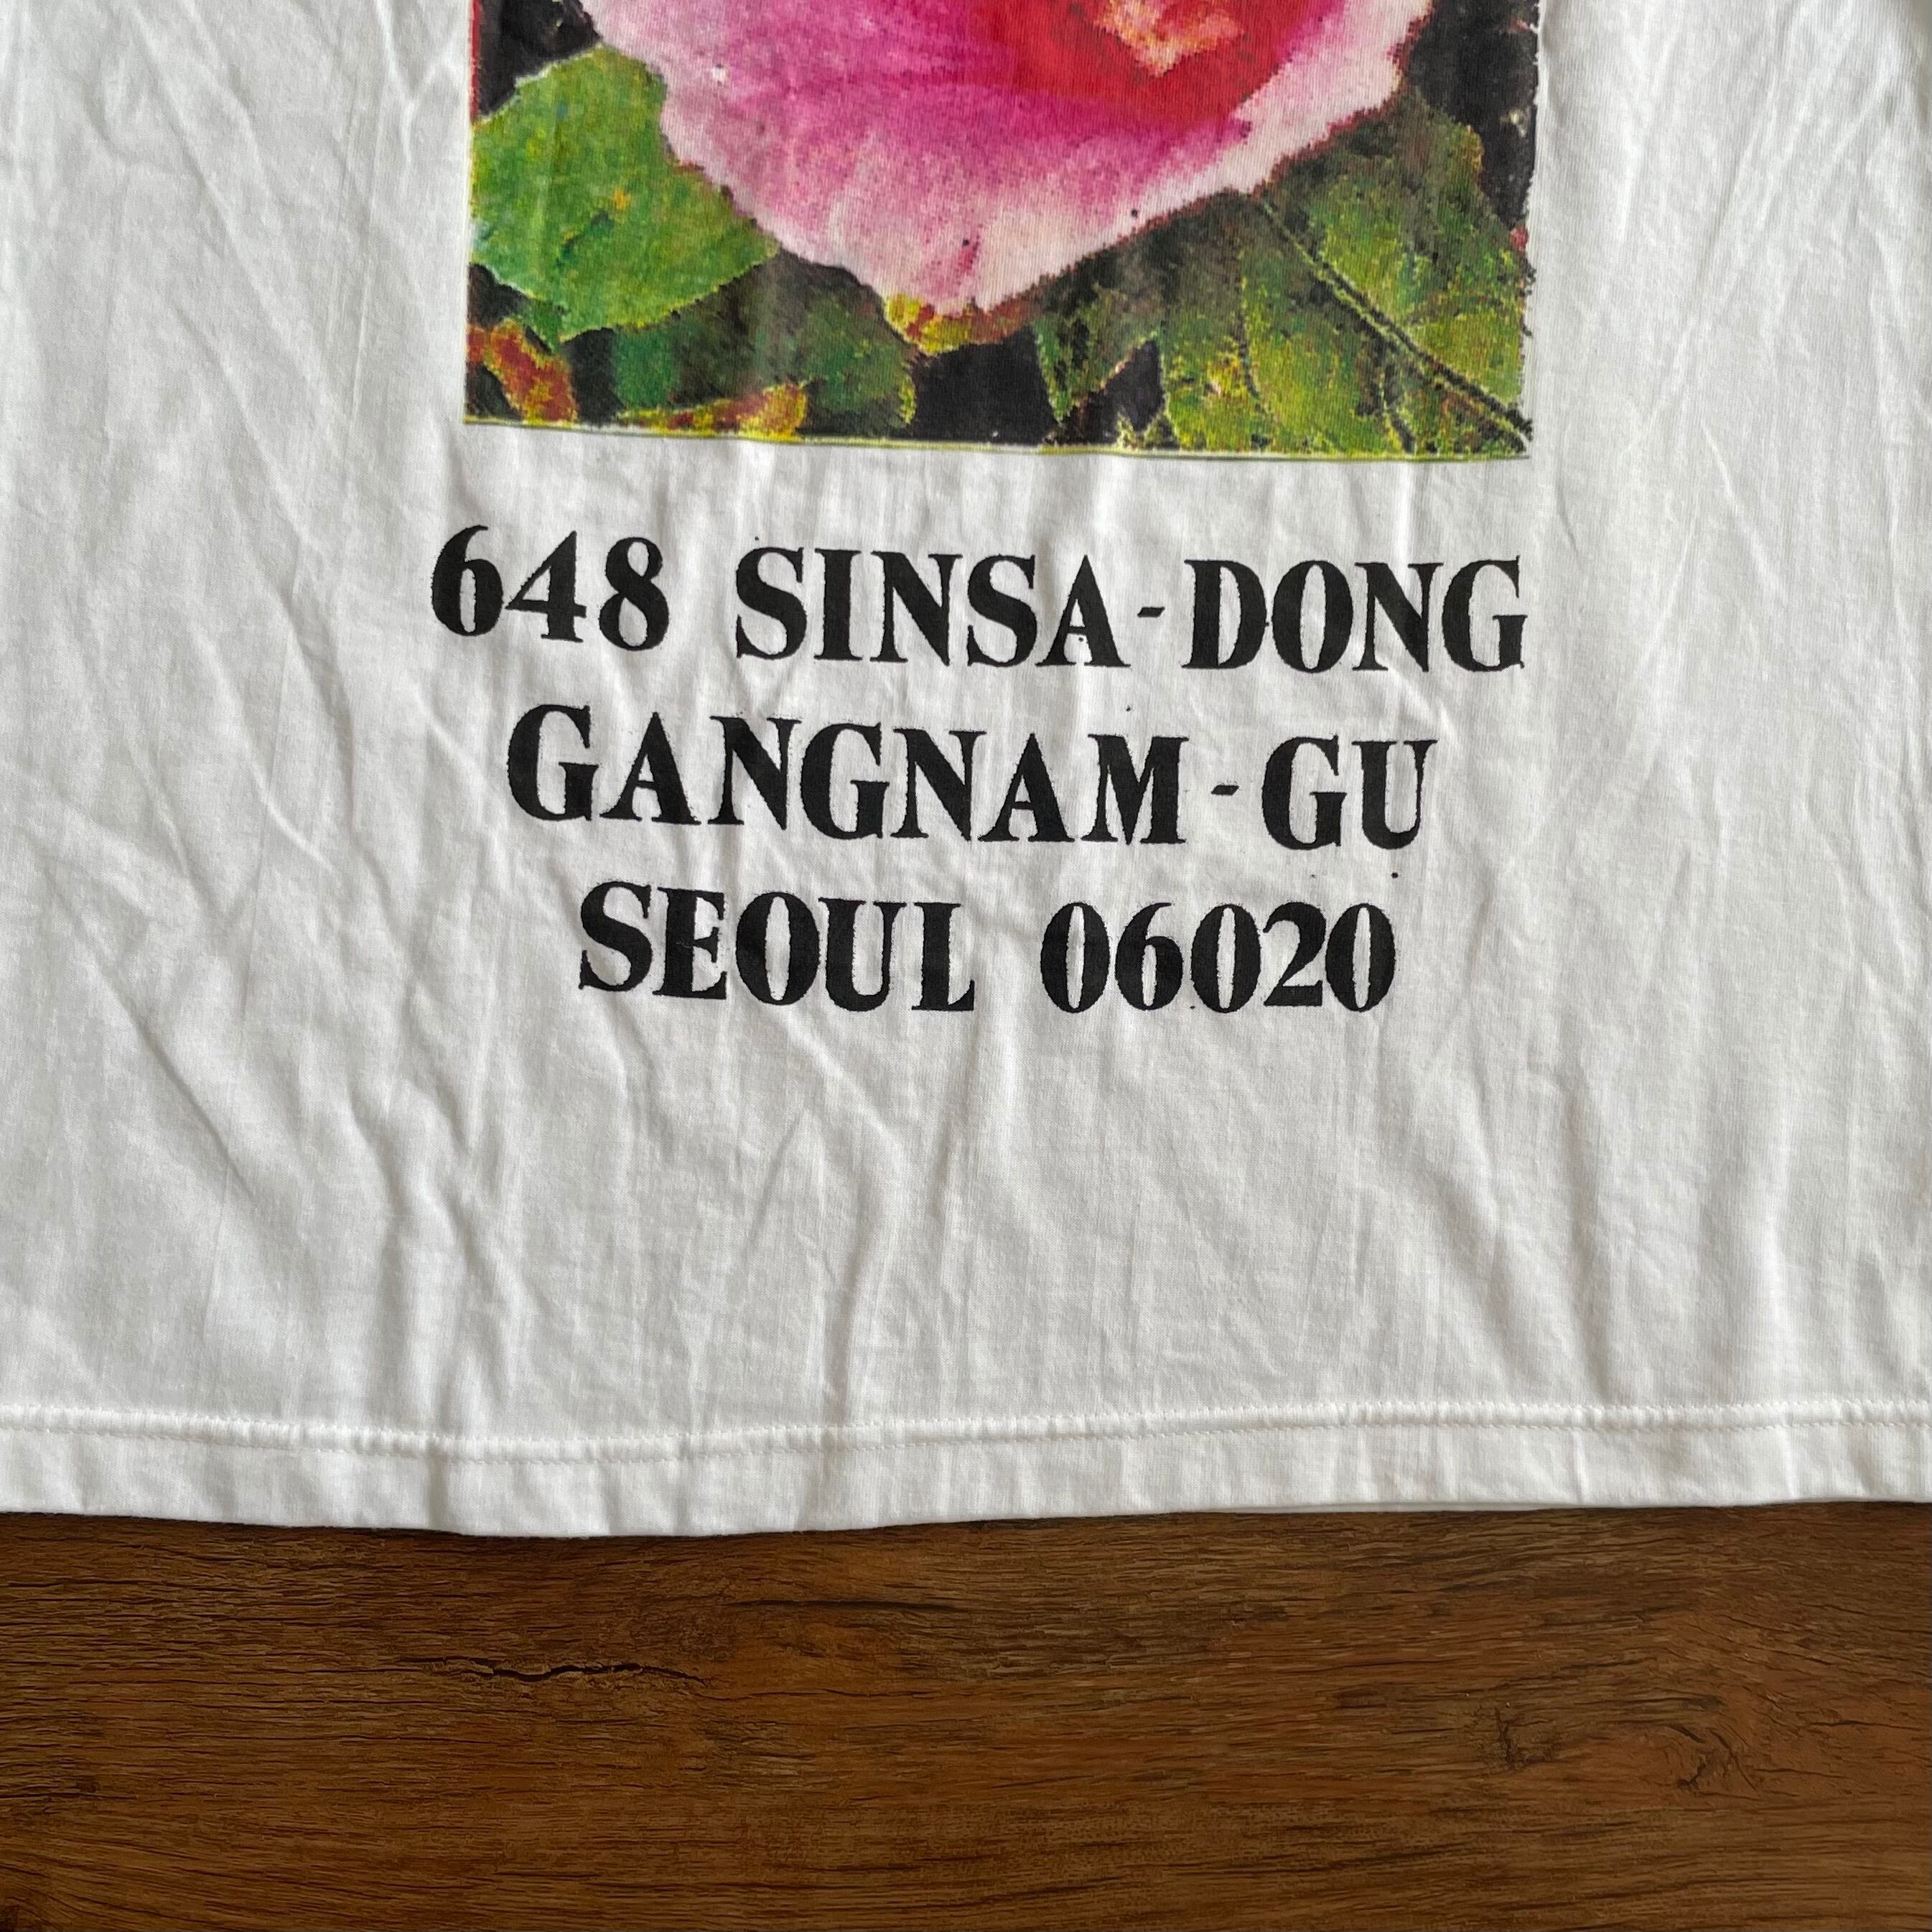 648 SINSA-DONG
GANGNAM-GU
SEOUL 06020